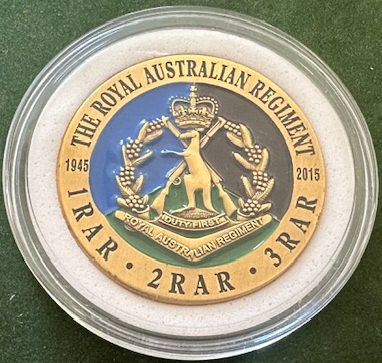 THE ROYAL AUSTRALIAN REGIMENT
1945
2015
DUTY FIRST
ROYAL AUSTRALIAN REGIMENT
1RAR • 2RAR • 3RAR